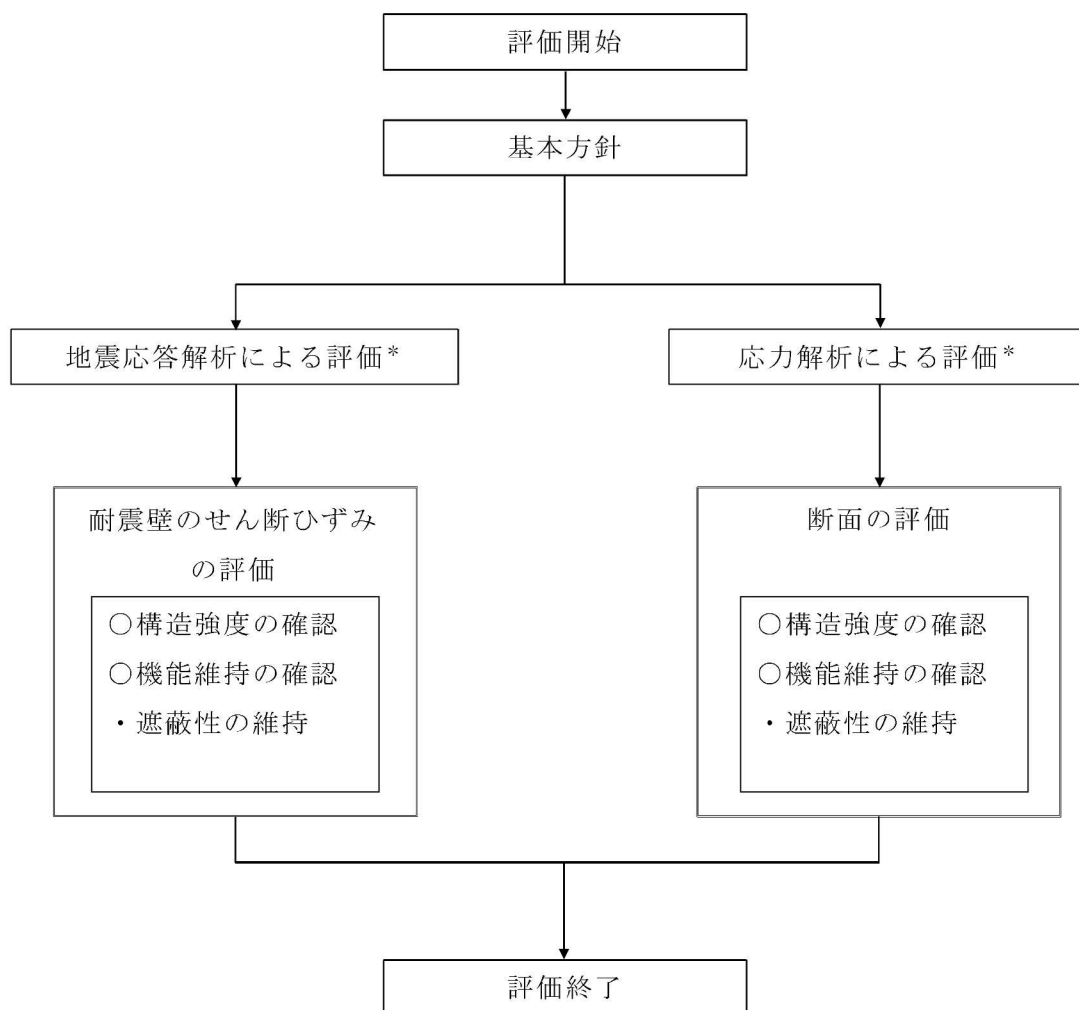 評価開始
基本方針
地震応答解析による評価*
応力解析による評価*
耐震壁のせん断ひずみ
の評価
○構造強度の確認
○機能維持の確認
・遮蔽性の維持
断面の評価
○構造強度の確認
○機能維持の確認
・遮蔽性の維持
評価終了